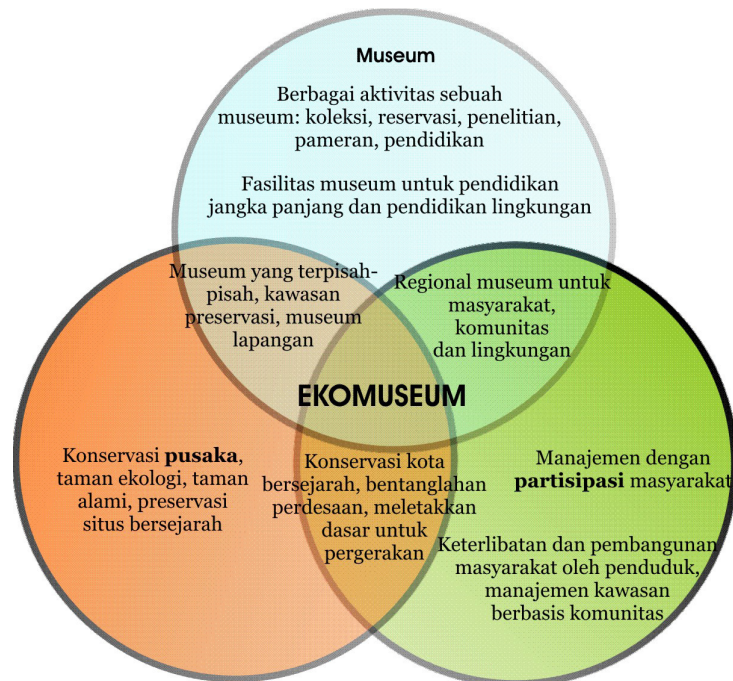 Museum
Berbagai aktivitas sebuah
museum: koleksi, reservasi, penelitian,
pameran, pendidikan
Fasilitas museum untuk pendidikan
jangka panjang dan pendidikan lingkungan
Museum yang terpisah-
pisah, kawasan
preservasi, museum
lapangan
Regional museum untuk
masyarakat,
komunitas
dan lingkungan
EKOMUSEUM
Konservasi pusaka,
taman ekologi, taman
alami, preservasi
situs bersejarah
Konservasi kota
bersejarah, bentanglahan
perdesaan, meletakkan
dasar untuk
pergerakan
Manajemen dengan
partisipasi masyarakat
Keterlibatan dan pembangunan
masyarakat oleh penduduk,
manajemen kawasan
berbasis komunitas